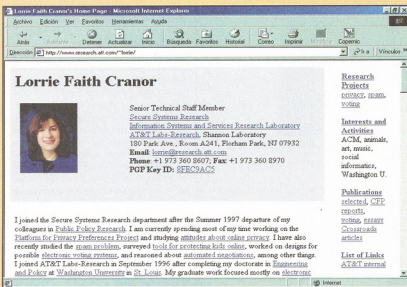 Lorrie Faith Cranor's Home Page - Microsoft Internet Explorer
Archivo Edición Ver Favoritos Herramientas Ayuda
Atrás Adelante Detener Actualizar Inicio Búsqueda Favoritos Historial Correo Imprimir Modificar Copernic
Dirección http://www.research.att.com/~lorrie/ Ir a Vínculos »
Lorrie Faith Cranor
Senior Technical Staff Member
Secure Systems Research
Information Systems and Services Research Laboratory
AT&T Labs-Research, Shannon Laboratory
180 Park Ave., Room A241, Florham Park, NJ 07932
Email: lorrie@research.att.com
Phone: +1 973 360 8607; Fax +1 973 360 8970
PGP Key ID: 8FEC9AC5
I joined the Secure Systems Research department after the Summer 1997 departure of my
colleagues in Public Policy Research. I am currently spending most of my time working on the
Platform for Privacy Preferences Project and studying attitudes about online privacy. I have also
recently studied the spam problem, surveyed tools for protecting kids online, worked on designs for
possible electronic voting systems, and reasoned about automated negotiations, among other things.
I joined AT&T Labs-Research in September 1996 after completing my doctorate in Engineering
and Policy at Washington University in St. Louis. My graduate work focused mostly on electronic
Research
Projects
privacy, spam,
voting
Interests and
Activities
ACM, animals,
art, music,
social
informatics,
Washington U.
Publications
selected, CFP
reports,
voting, essays
Crossroads
articles
List of Links
AT&T internal
Internet